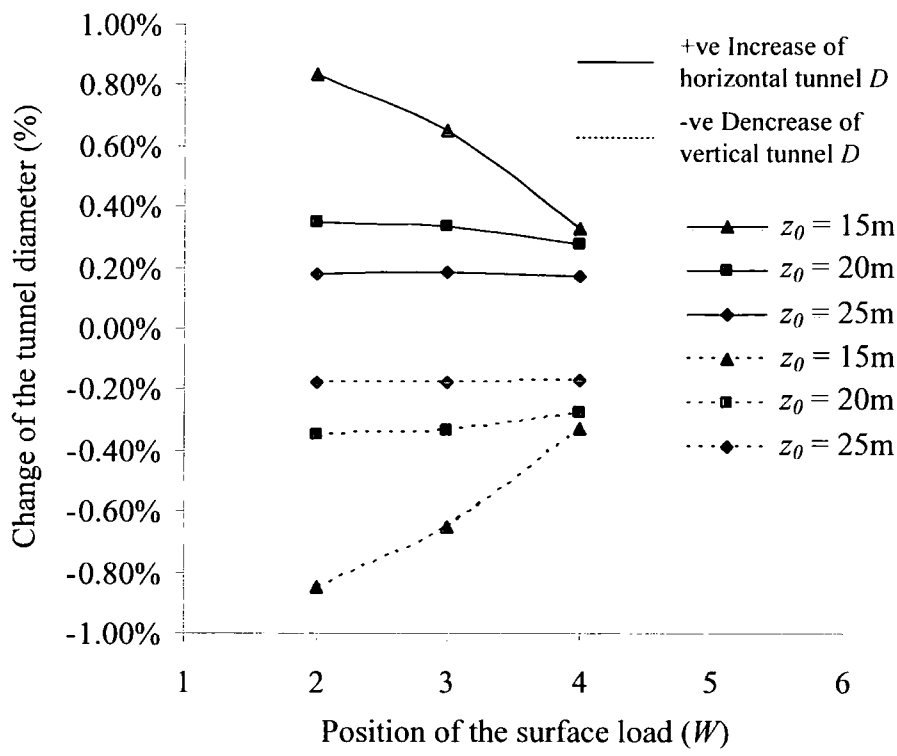 1.00%
0.80%
0.60%
0.40%
0.20%
0.00%
-0.20%
-0.40%
-0.60%
-0.80%
-1.00%
Change of the tunnel diameter (%)
+ve Increase of
horizontal tunnel D
-ve Dencrease of
vertical tunnel D
z0 = 15m
z0 = 20m
z0 = 25m
z0 = 15m
z0 = 20m
z0 = 25m
1 2 3 4 5 6
Position of the surface load (W)